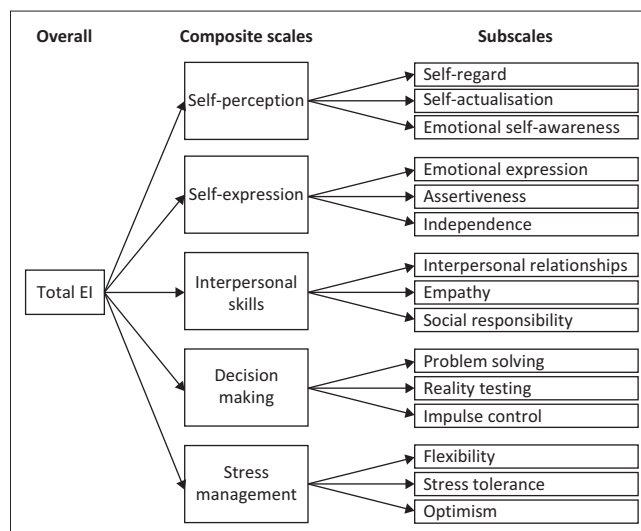 Overall Composite scales Subscales
Self-perception
Self-regard
Self-actualisation
Emotional self-awareness
Self-expression
Emotional expression
Assertiveness
Independence
Total EI
Interpersonal
skills
Interpersonal relationships
Empathy
Social responsibility
Decision
making
Problem solving
Reality testing
Impulse control
Stress
management
Flexibility
Stress tolerance
Optimism